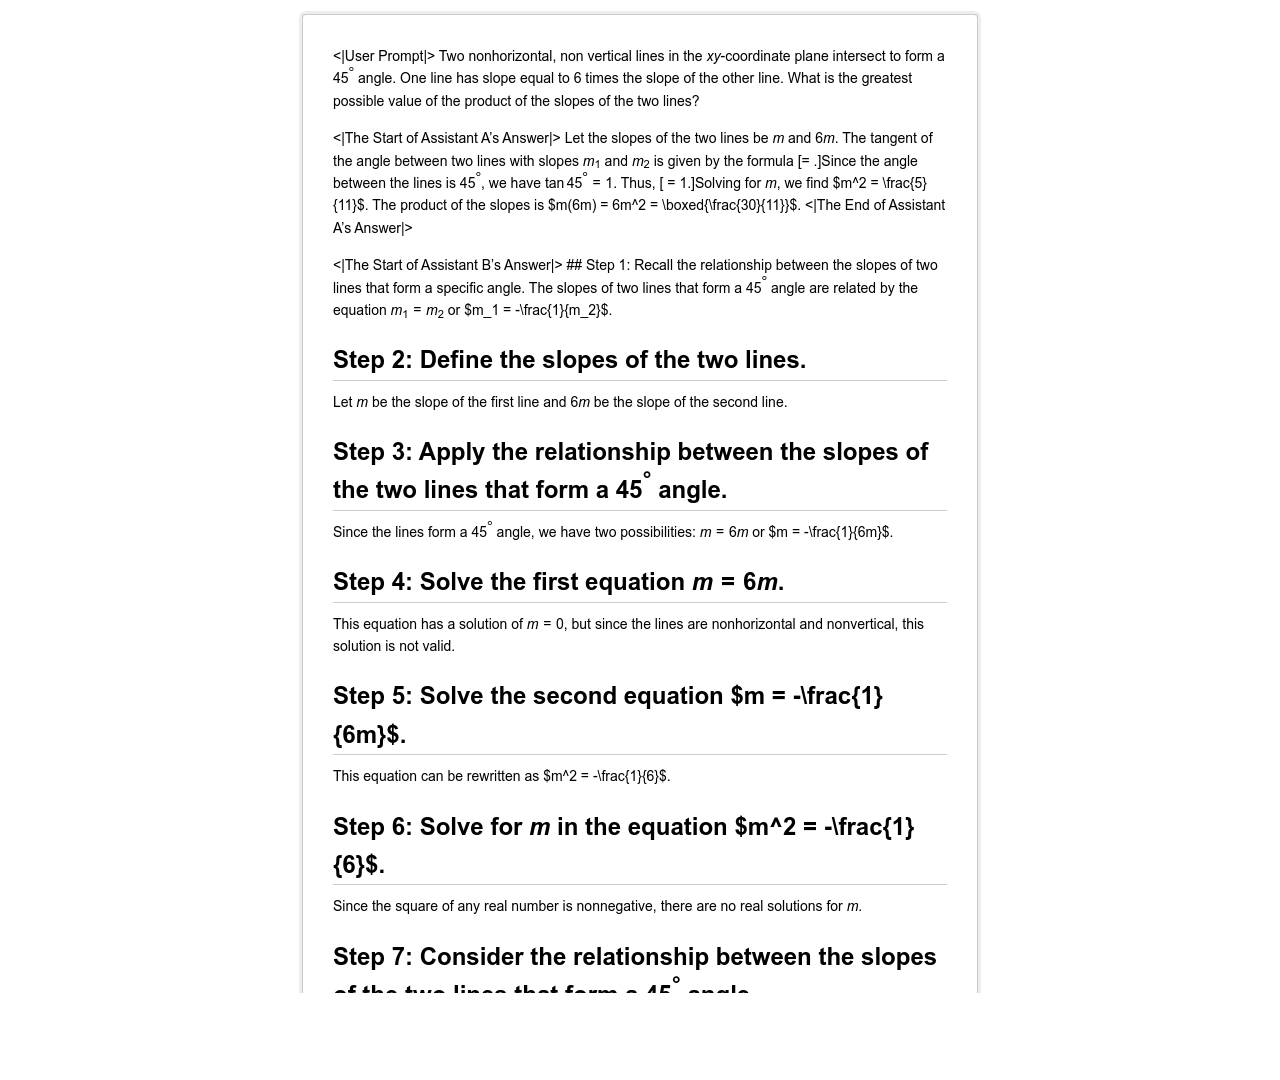 <|User Prompt|> Two nonhorizontal, non vertical lines in the xy-coordinate plane intersect to form a
45° angle. One line has slope equal to 6 times the slope of the other line. What is the greatest
possible value of the product of the slopes of the two lines?
<|The Start of Assistant A’s Answer|> Let the slopes of the two lines be m and 6m. The tangent of
the angle between two lines with slopes m₁ and m₂ is given by the formula [= .]Since the angle
between the lines is 45°, we have tan 45° = 1. Thus, [ = 1.]Solving for m, we find $m^2 = \frac{5}
{11}$. The product of the slopes is $m(6m) = 6m^2 = \boxed{\frac{30}{11}}$. <|The End of Assistant
A’s Answer|>
<|The Start of Assistant B’s Answer|> ## Step 1: Recall the relationship between the slopes of two
lines that form a specific angle. The slopes of two lines that form a 45° angle are related by the
equation m₁ = m₂ or $m_1 = -\frac{1}{m_2}$.
Step 2: Define the slopes of the two lines.
Let m be the slope of the first line and 6m be the slope of the second line.
Step 3: Apply the relationship between the slopes of
the two lines that form a 45° angle.
Since the lines form a 45° angle, we have two possibilities: m = 6m or $m = -\frac{1}{6m}$.
Step 4: Solve the first equation m = 6m.
This equation has a solution of m = 0, but since the lines are nonhorizontal and nonvertical, this
solution is not valid.
Step 5: Solve the second equation $m = -\frac{1}
{6m}$.
This equation can be rewritten as $m^2 = -\frac{1}{6}$.
Step 6: Solve for m in the equation $m^2 = -\frac{1}
{6}$.
Since the square of any real number is nonnegative, there are no real solutions for m.
Step 7: Consider the relationship between the slopes
of the two lines that form a 45° angle